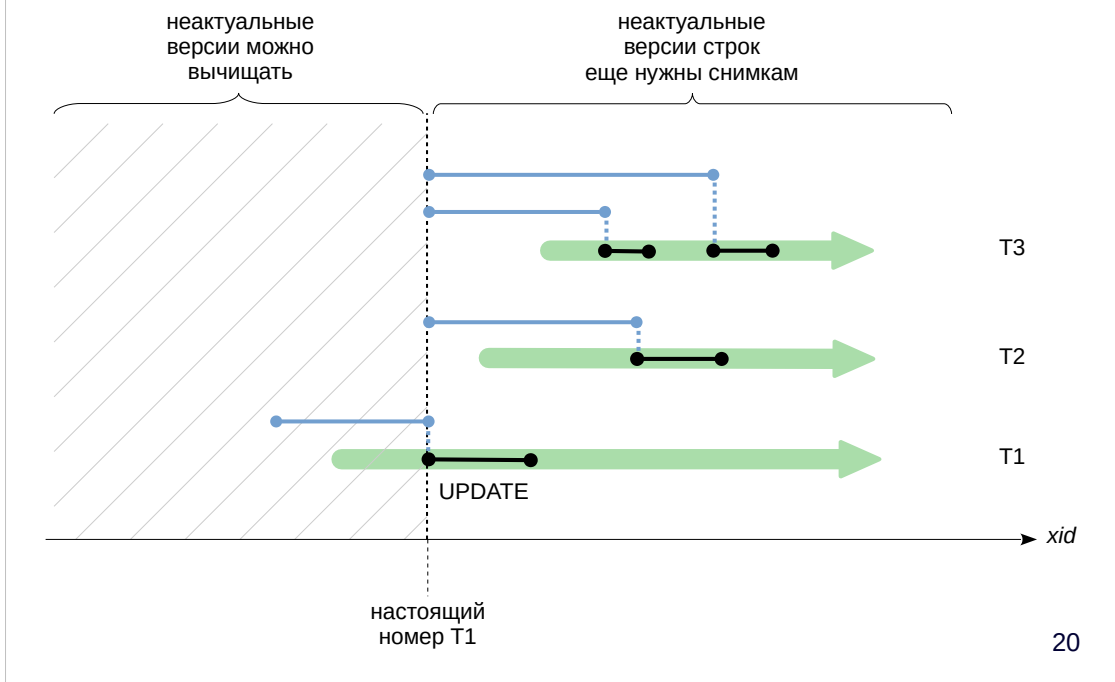 неактуальные
версии можно
вычищать
неактуальные
версии строк
еще нужны снимкам
T3
T2
T1
UPDATE
xid
настоящий
номер T1
20